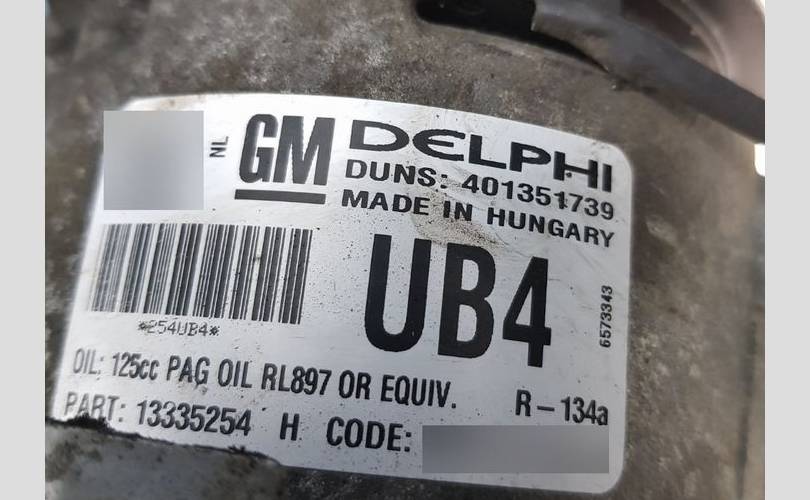 NL
GM
DELPHI
DUNS: 401351739
MADE IN HUNGARY
UB4
6573343
*254UB4*
OIL: 125cc PAG OIL RL897 OR EQUIV.
R-134a
PART: 13335254 H CODE: